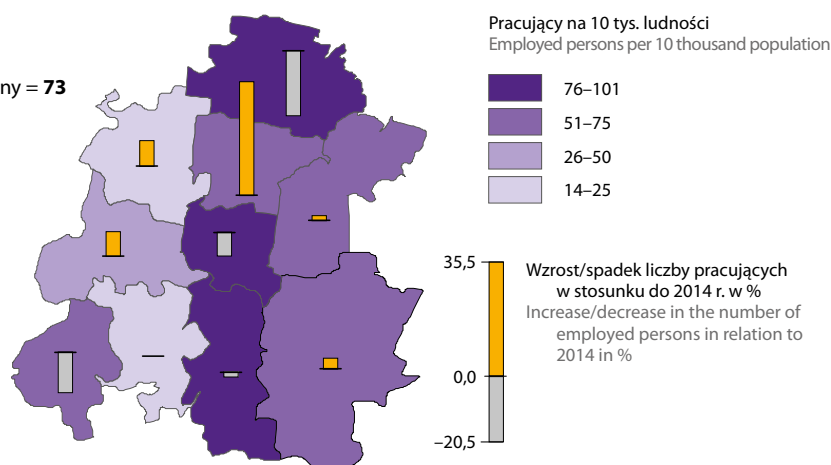 Pracujący na 10 tys. ludności
Employed persons per 10 thousand population
ny = 73
76–101
51–75
26–50
14–25
35,5
Wzrost/spadek liczby pracujących
w stosunku do 2014 r. w %
Increase/decrease in the number of
employed persons in relation to
2014 in %
0,0
–20,5